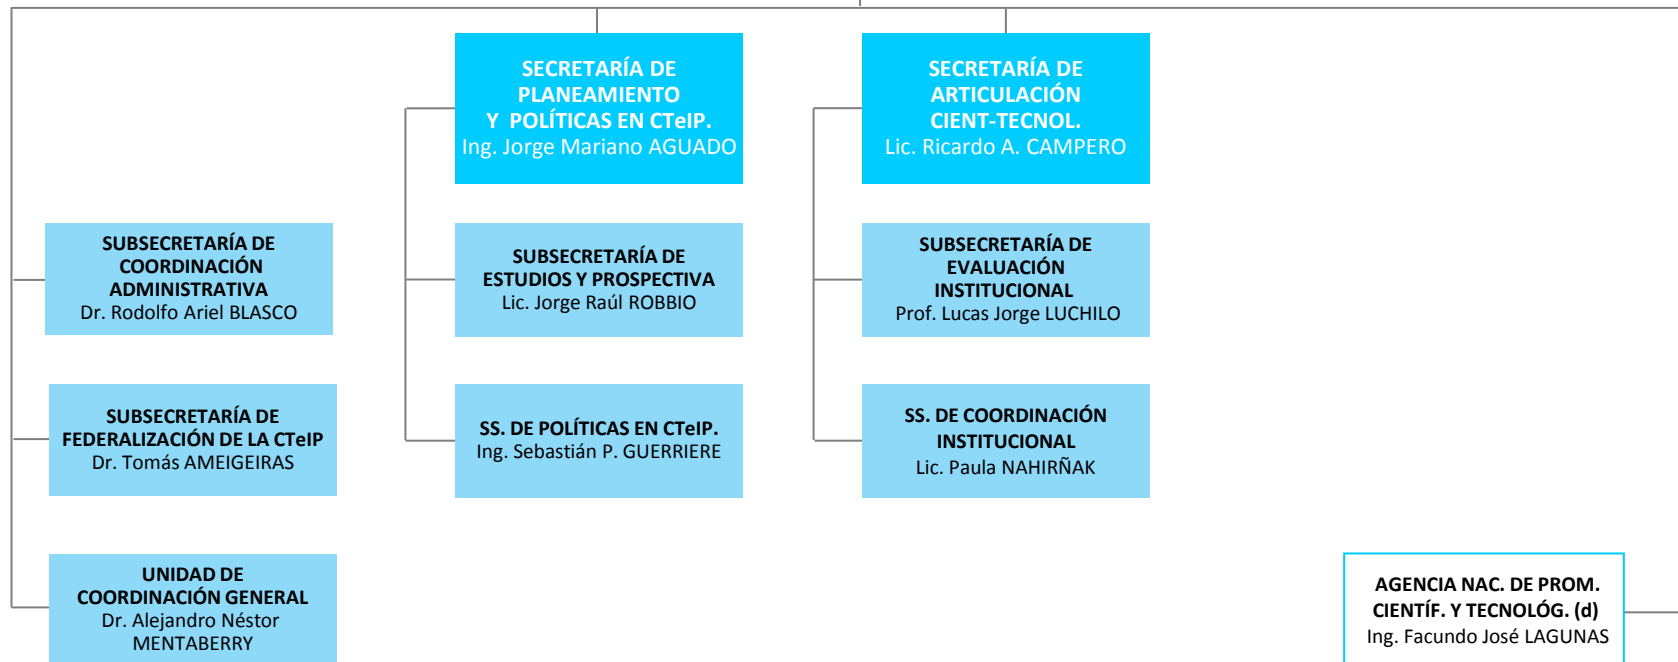 SECRETARÍA DE
PLANEAMIENTO
Y POLÍTICAS EN CTeIP.
Ing. Jorge Mariano AGUADO
SECRETARÍA DE
ARTICULACIÓN
CIENT-TECNOL.
Lic. Ricardo A. CAMPERO
SUBSECRETARÍA DE
COORDINACIÓN
ADMINISTRATIVA
Dr. Rodolfo Ariel BLASCO
SUBSECRETARÍA DE
ESTUDIOS Y PROSPECTIVA
Lic. Jorge Raúl ROBBIO
SUBSECRETARÍA DE
EVALUACIÓN
INSTITUCIONAL
Prof. Lucas Jorge LUCHILO
SUBSECRETARÍA DE
FEDERALIZACIÓN DE LA CTeIP
Dr. Tomás AMEIGEIRAS
SS. DE POLÍTICAS EN CTeIP.
Ing. Sebastián P. GUERRIERE
SS. DE COORDINACIÓN
INSTITUCIONAL
Lic. Paula NAHIRÑAK
UNIDAD DE
COORDINACIÓN GENERAL
Dr. Alejandro Néstor
MENTABERRY
AGENCIA NAC. DE PROM.
CIENTÍF. Y TECNOLÓG. (d)
Ing. Facundo José LAGUNAS